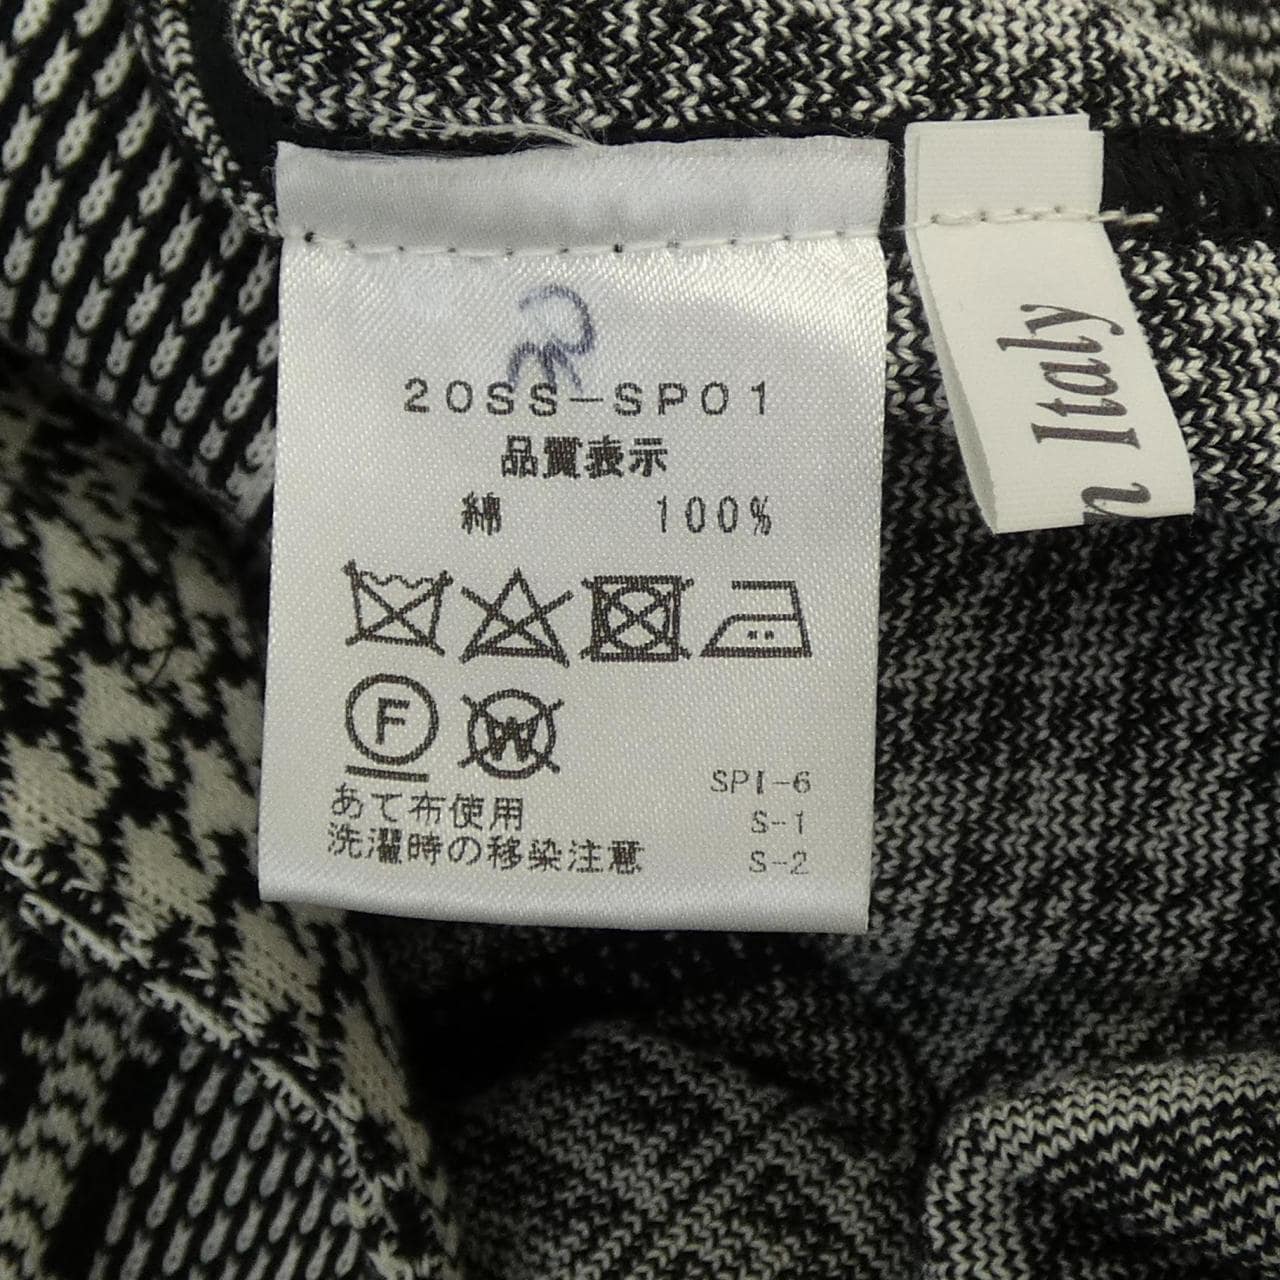 20SS-SP01
品質表示
綿 100%
F W
あて布使用
洗濯時の移染注意
SPI-6
S-1
S-2
n Italy